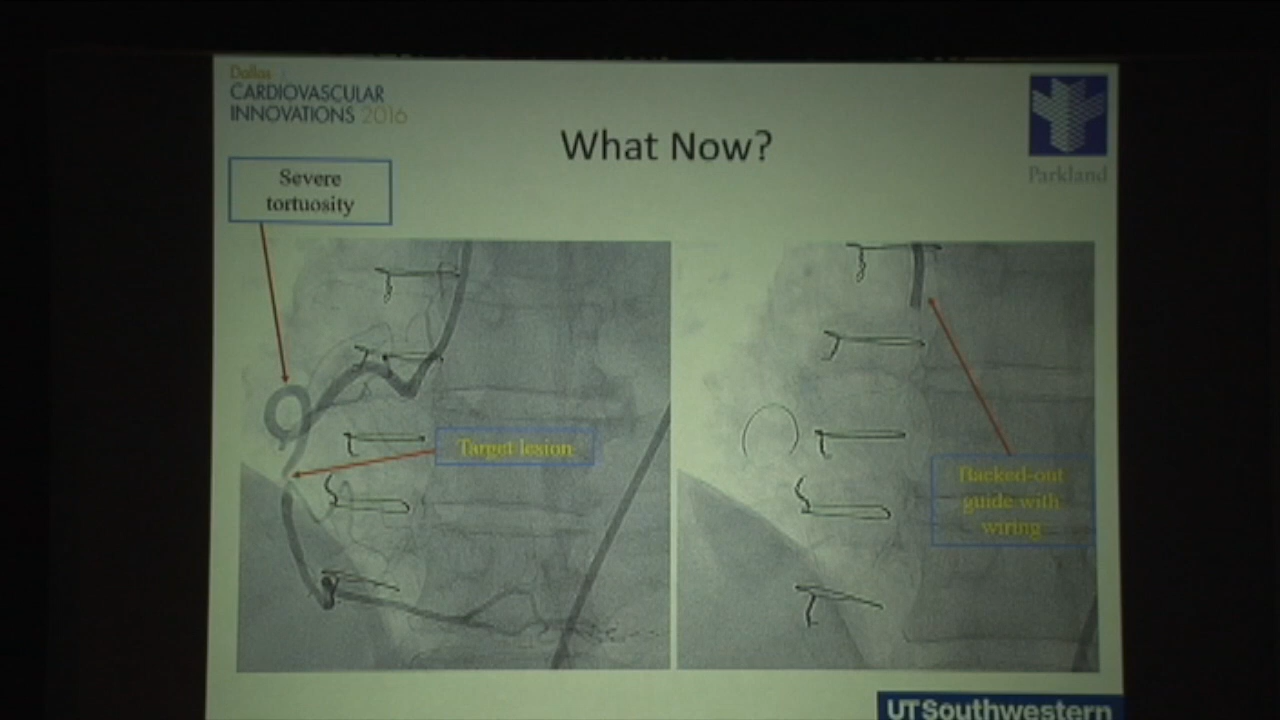 Dallas
CARDIOVASCULAR
INNOVATIONS 2016
What Now?
Parkland
Severe
tortuosity
Target lesion
Backed-out
guide with
wiring
UTSouthwestern